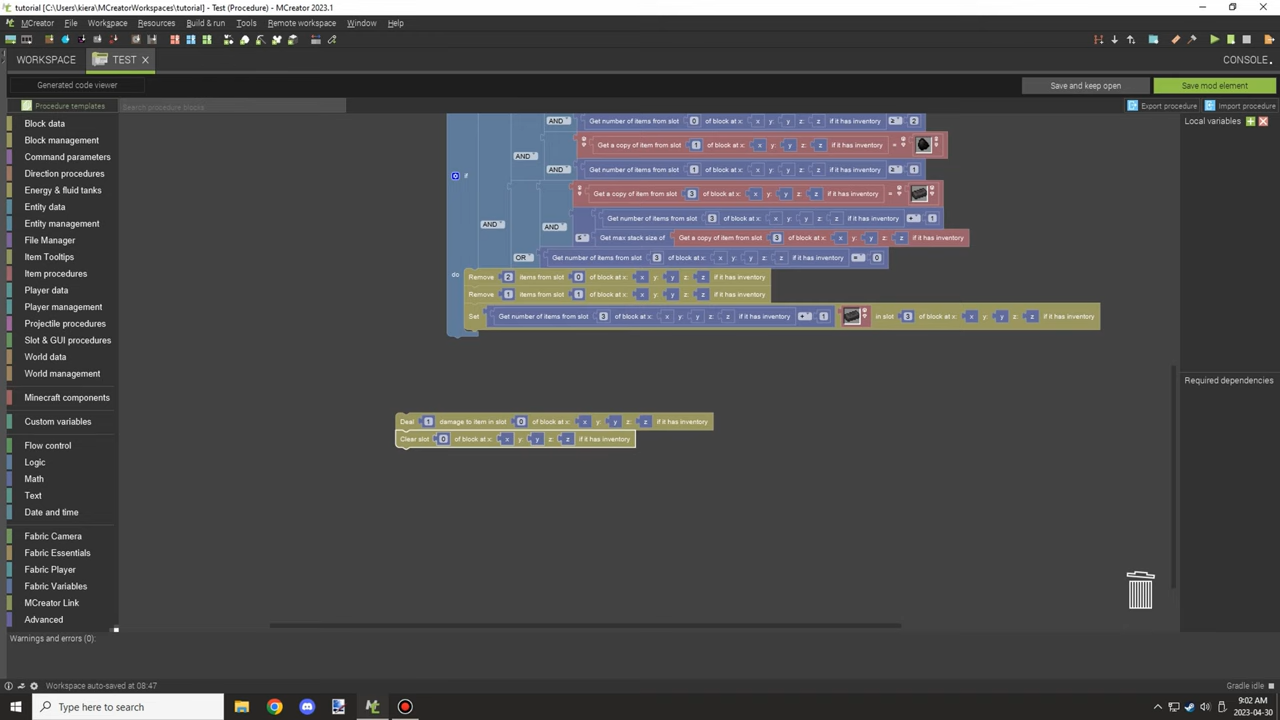 tutorial [C:\Users\kiera\MCreatorWorkspaces\tutorial] - Test (Procedure) - MCreator 2023.1
MCreator File Workspace Resources Build & run Tools Remote workspace Window Help
WORKSPACE TEST CONSOLE
Generated code viewer Save and keep open Save mod element
Procedure templates Search procedure blocks Export procedure Import procedure
Local variables
Block data
Block management
Command parameters
Direction procedures
Energy & fluid tanks
Entity data
Entity management
File Manager
Item Tooltips
Item procedures
Player data
Player management
Projectile procedures
Slot & GUI procedures
World data
World management
Minecraft components
Custom variables
Flow control
Logic
Math
Text
Date and time
Fabric Camera
Fabric Essentials
Fabric Player
Fabric Variables
MCreator Link
Advanced
AND Get number of items from slot 0 of block at x: x y: y z: z if it has inventory ≥ 2
Get a copy of item from slot 1 of block at x: x y: y z: z if it has inventory =
AND
AND Get number of items from slot 1 of block at x: x y: y z: z if it has inventory ≥ 1
if
Get a copy of item from slot 3 of block at x: x y: y z: z if it has inventory =
Get number of items from slot 3 of block at x: x y: y z: z if it has inventory + 1
AND AND
≤ Get max stack size of Get a copy of item from slot 3 of block at x: x y: y z: z if it has inventory
OR Get number of items from slot 3 of block at x: x y: y z: z if it has inventory = 0
do Remove 2 items from slot 0 of block at x: x y: y z: z if it has inventory
Remove 1 items from slot 1 of block at x: x y: y z: z if it has inventory
Set Get number of items from slot 3 of block at x: x y: y z: z if it has inventory + 1 in slot 3 of block at x: x y: y z: z if it has inventory
Deal 1 damage to item in slot 0 of block at x: x y: y z: z if it has inventory
Clear slot 0 of block at x: x y: y z: z if it has inventory
Required dependencies
Warnings and errors (0):
Workspace auto-saved at 08:47 Gradle idle
Type here to search
9:02 AM
2023-04-30